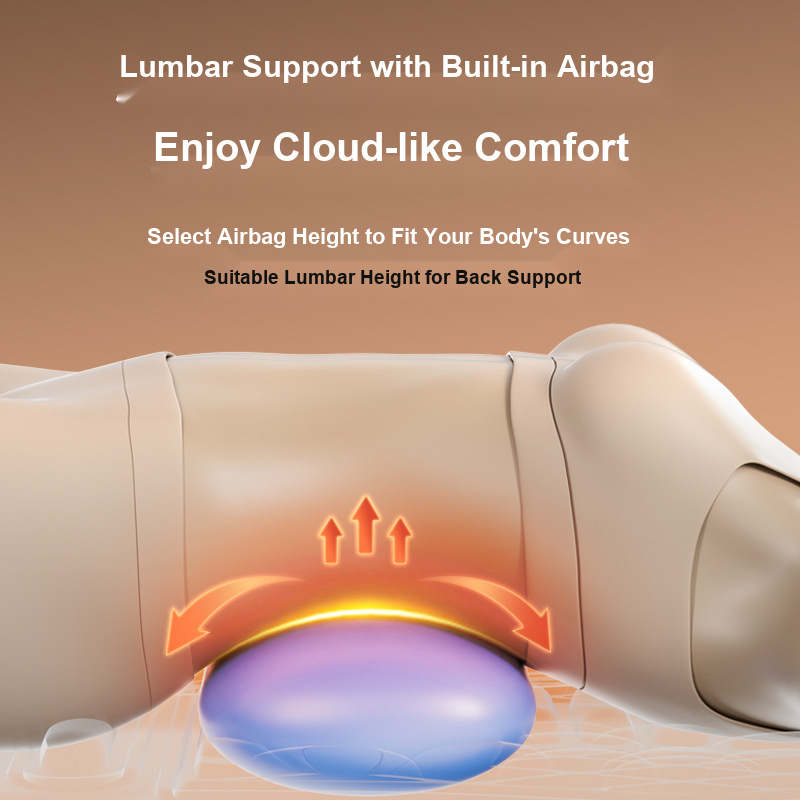 Lumbar Support with Built-in Airbag
Enjoy Cloud-like Comfort
Select Airbag Height to Fit Your Body's Curves
Suitable Lumbar Height for Back Support